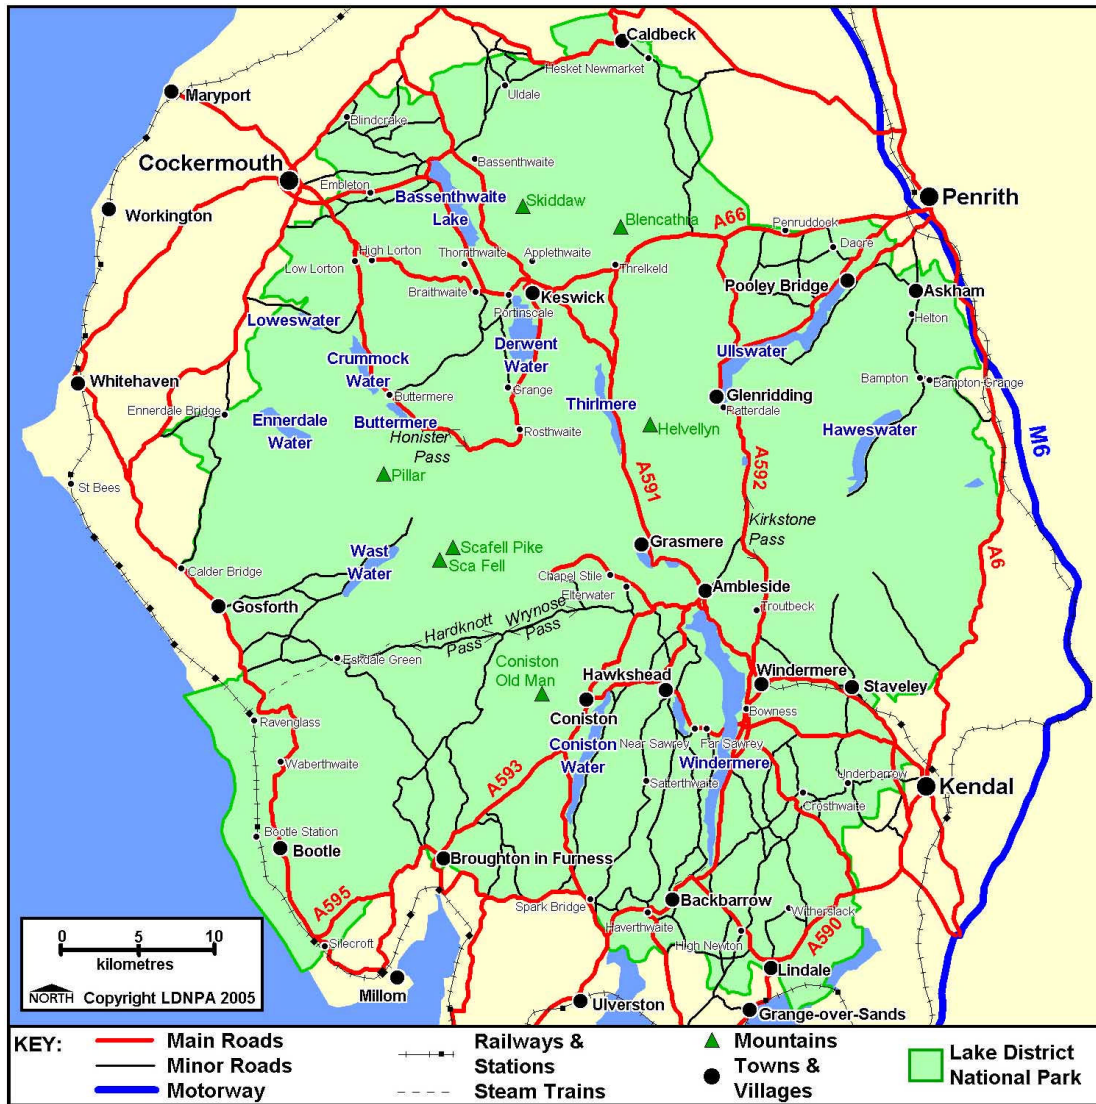 Caldbeck
Hesket Newmarket
Uldale
Maryport
Blindcrake
Cockermouth
Bassenthwaite
Embleton
Bassenthwaite
Lake
Skiddaw
Penrith
Workington
Blencathra
A66
Penruddock
Dacre
High Lorton
Thornthwaite
Applethwaite
Low Lorton
Threlkeld
Pooley Bridge
Askham
Braithwaite
Keswick
Portinscale
Helton
Loweswater
Derwent
Water
Ullswater
Crummock
Water
Whitehaven
Bampton
Bampton Grange
Grange
Buttermere
Glenridding
Patterdale
Thirlmere
Ennerdale Bridge
Ennerdale
Water
Buttermere
Helvellyn
Haweswater
Rosthwaite
Honister
Pass
M6
A592
Pillar
St Bees
A591
Kirkstone
Pass
Grasmere
Scafell Pike
Sca Fell
Wast
Water
A6
Calder Bridge
Chapel Stile
Elterwater
Ambleside
Gosforth
Troutbeck
Wrynose
Pass
Hardknott
Pass
Eskdale Green
Coniston
Old Man
Hawkshead
Windermere
Staveley
Coniston
Bowness
Ravenglass
Near Sawrey
Far Sawrey
Coniston
Water
Windermere
Waberthwaite
A593
Satterthwaite
Underbarrow
Kendal
Crosthwaite
Bootle Station
Bootle
Broughton in Furness
A595
Spark Bridge
Backbarrow
Witherslack
Haverthwaite
High Newton
A590
Silecroft
Lindale
Millom
Ulverston
Grange-over-Sands
0 5 10
kilometres
NORTH Copyright LDNPA 2005
KEY:
Main Roads
Minor Roads
Motorway
Railways &
Stations
Steam Trains
Mountains
Towns &
Villages
Lake District
National Park